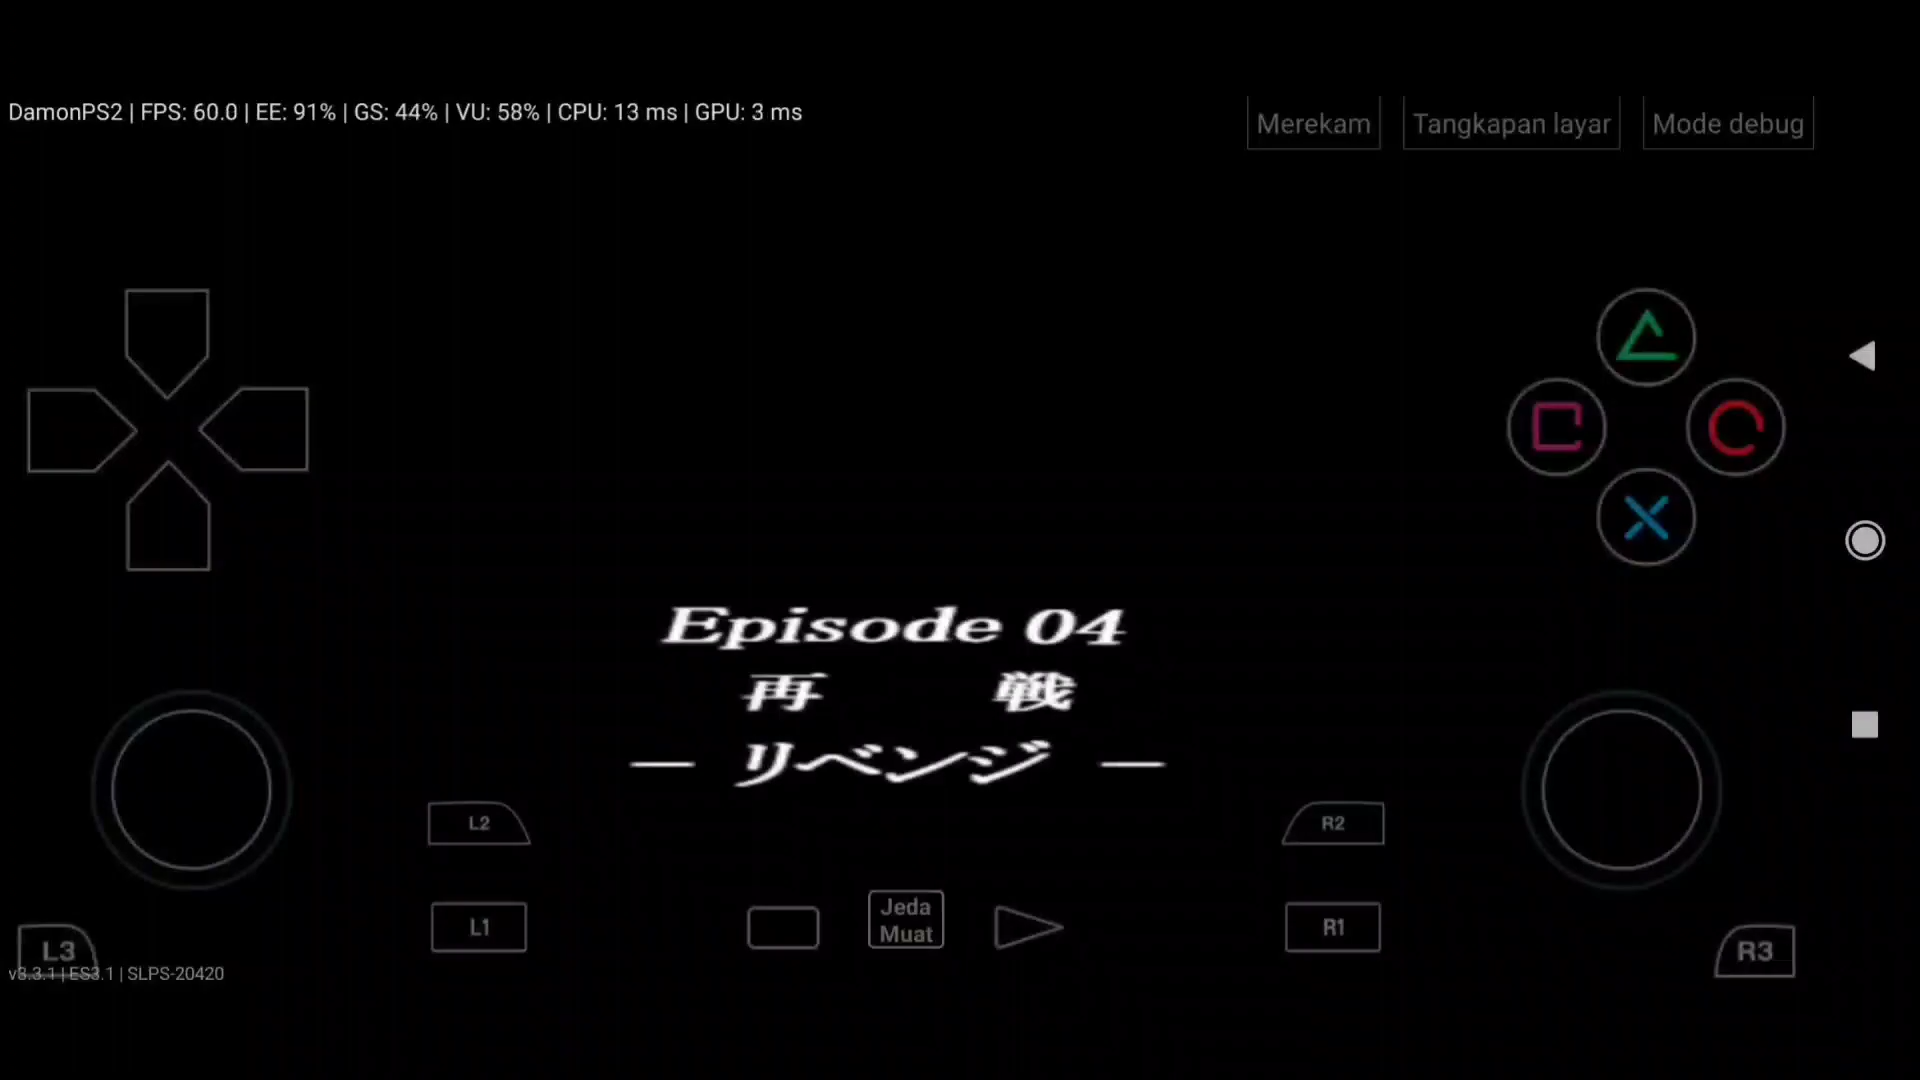 DamonPS2 | FPS: 60.0 | EE: 91% | GS: 44% | VU: 58% | CPU: 13 ms | GPU: 3 ms
Merekam
Tangkapan layar
Mode debug
Episode 04
再 戦
― リベンジ ―
L2
R2
L1
Jeda
Muat
R1
L3
R3
v3.3.1 | ES3.1 | SLPS-20420